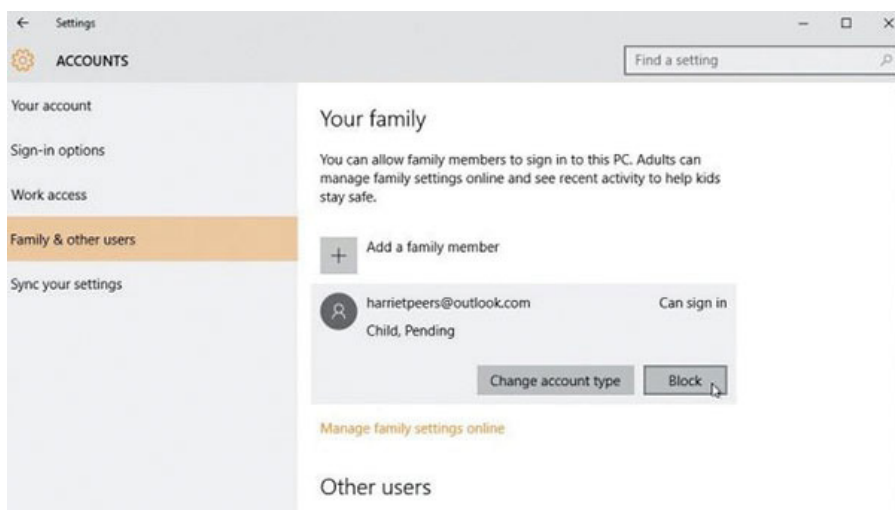 Settings
ACCOUNTS
Find a setting
Your account
Sign-in options
Work access
Family & other users
Sync your settings
Your family
You can allow family members to sign in to this PC. Adults can
manage family settings online and see recent activity to help kids
stay safe.
Add a family member
harrietpeers@outlook.com
Can sign in
Child, Pending
Change account type
Block
Manage family settings online
Other users